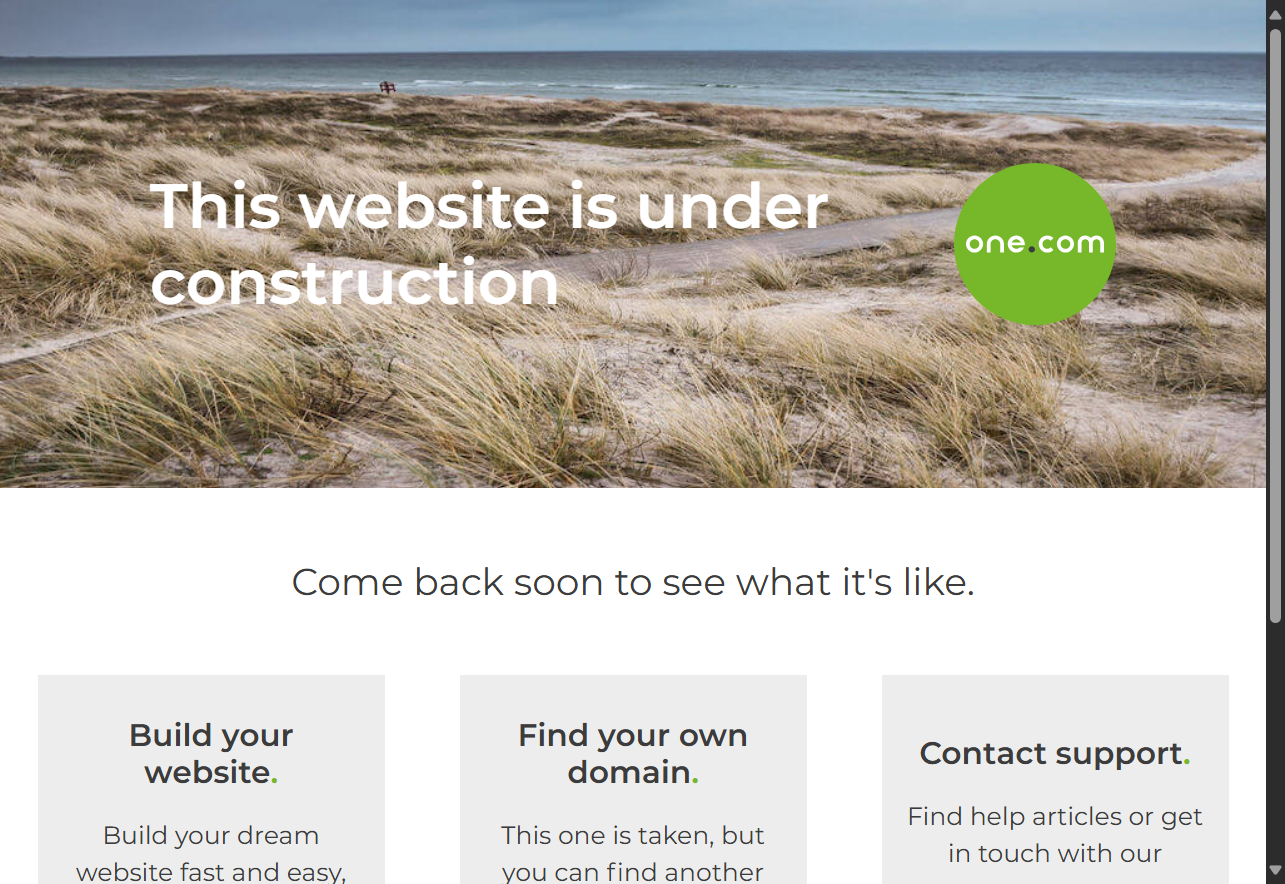 This website is under
construction
one.com
Come back soon to see what it's like.
Build your
website.
Build your dream
website fast and easy,
Find your own
domain.
This one is taken, but
you can find another
Contact support.
Find help articles or get
in touch with our